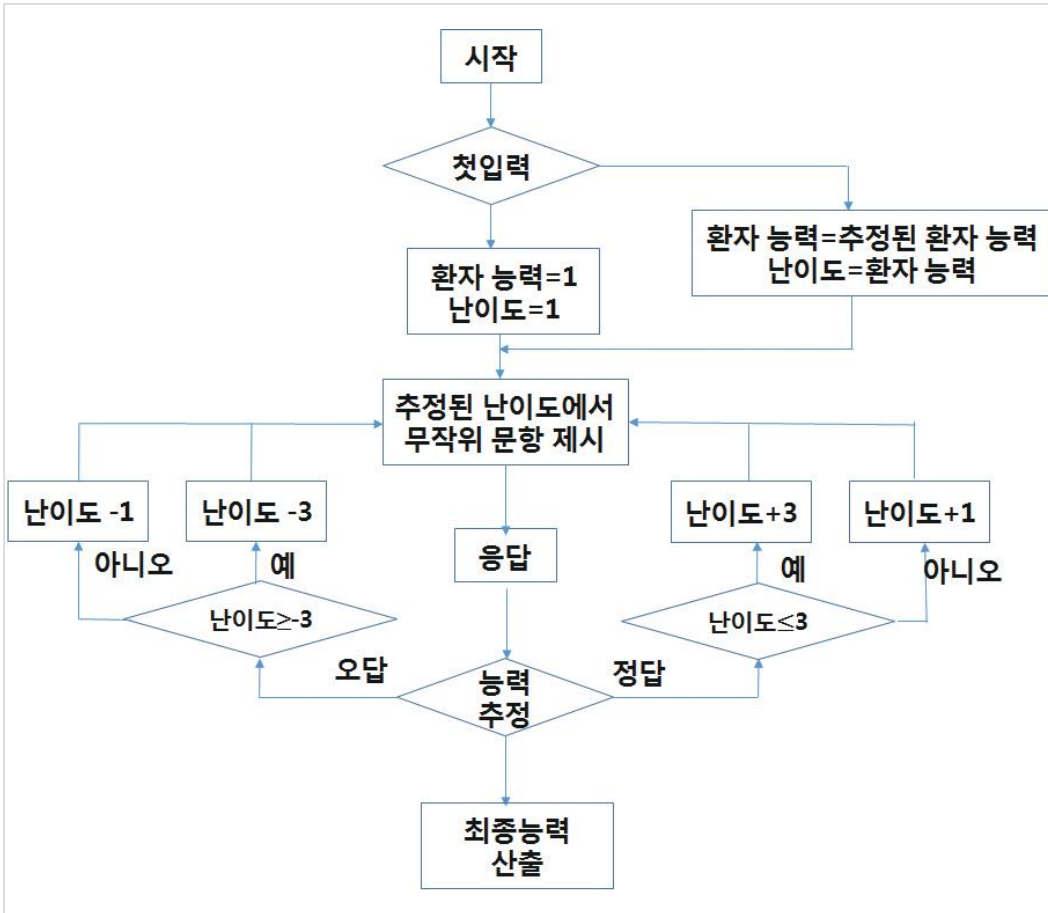 시작
첫입력
환자 능력=추정된 환자 능력
난이도=환자 능력
환자 능력=1
난이도=1
추정된 난이도에서
무작위 문항 제시
난이도 -1
난이도 -3
난이도+3
난이도+1
응답
아니오
예
예
아니오
난이도≥-3
난이도≤3
오답
정답
능력
추정
최종능력
산출